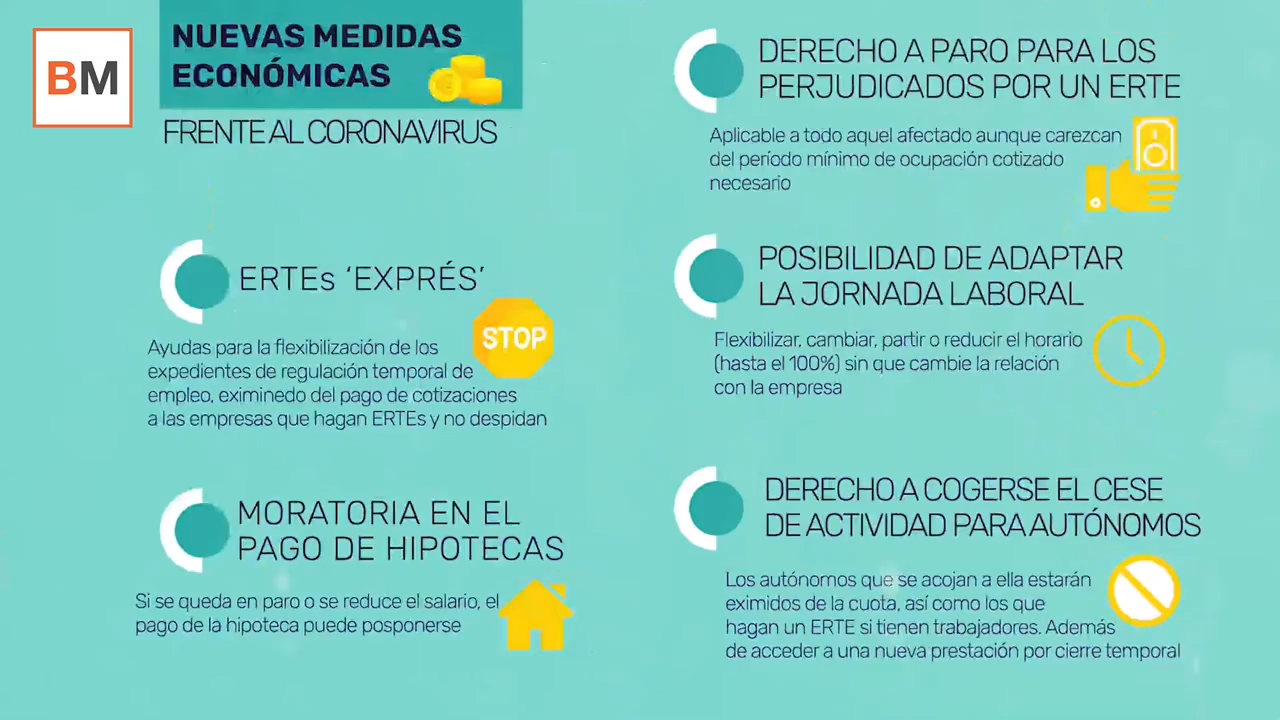 BM
NUEVAS MEDIDAS
ECONÓMICAS
FRENTE AL CORONAVIRUS
ERTEs ‘EXPRÉS’
STOP
Ayudas para la flexibilización de los
expedientes de regulación temporal de
empleo, eximinedo del pago de cotizaciones
a las empresas que hagan ERTEs y no despidan
MORATORIA EN EL
PAGO DE HIPOTECAS
Si se queda en paro o se reduce el salario, el
pago de la hipoteca puede posponerse
DERECHO A PARO PARA LOS
PERJUDICADOS POR UN ERTE
Aplicable a todo aquel afectado aunque carezcan
del período mínimo de ocupación cotizado
necesario
POSIBILIDAD DE ADAPTAR
LA JORNADA LABORAL
Flexibilizar, cambiar, partir o reducir el horario
(hasta el 100%) sin que cambie la relación
con la empresa
DERECHO A COGERSE EL CESE
DE ACTIVIDAD PARA AUTÓNOMOS
Los autónomos que se acojan a ella estarán
eximidos de la cuota, así como los que
hagan un ERTE si tienen trabajadores. Además
de acceder a una nueva prestación por cierre temporal